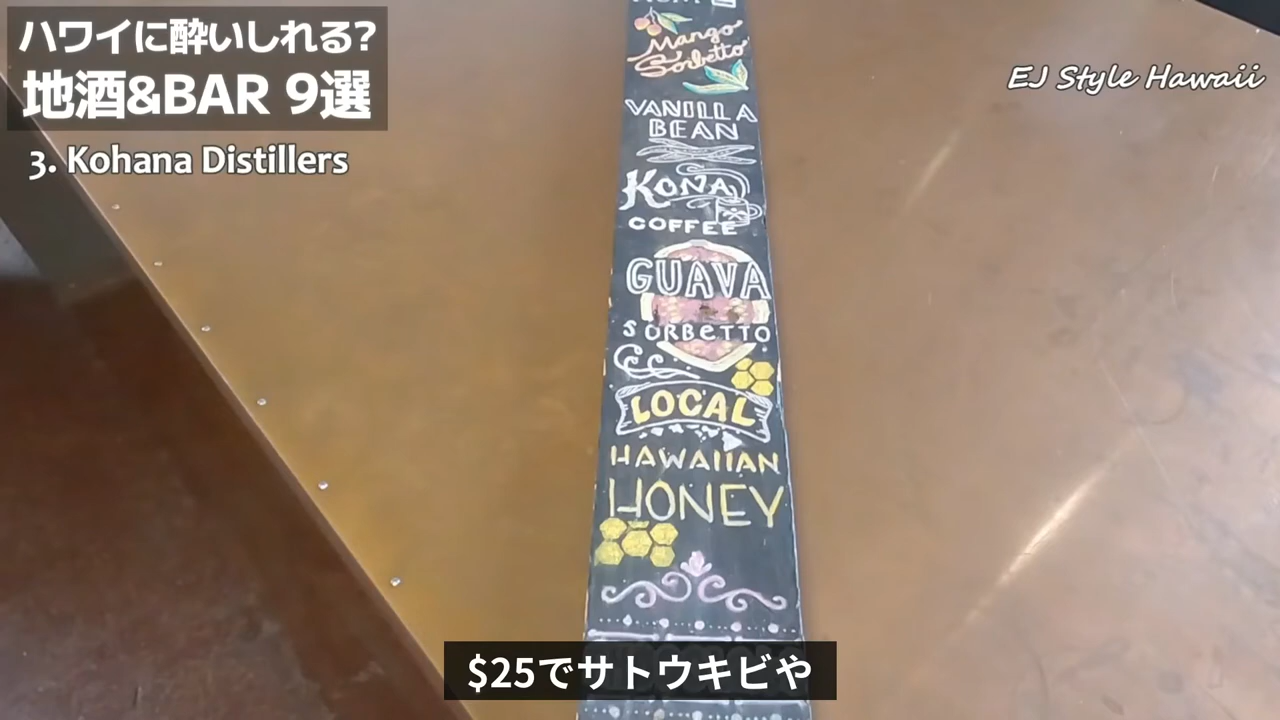 ハワイに酔いしれる?
地酒&BAR 9選
3. Kohana Distillers
EJ Style Hawaii
Mango
Sorbetto
VANILLA
BEAN
KONA
COFFEE
GUAVA
SORBETTO
LOCAL
HAWAIIAN
HONEY
$25でサトウキビや